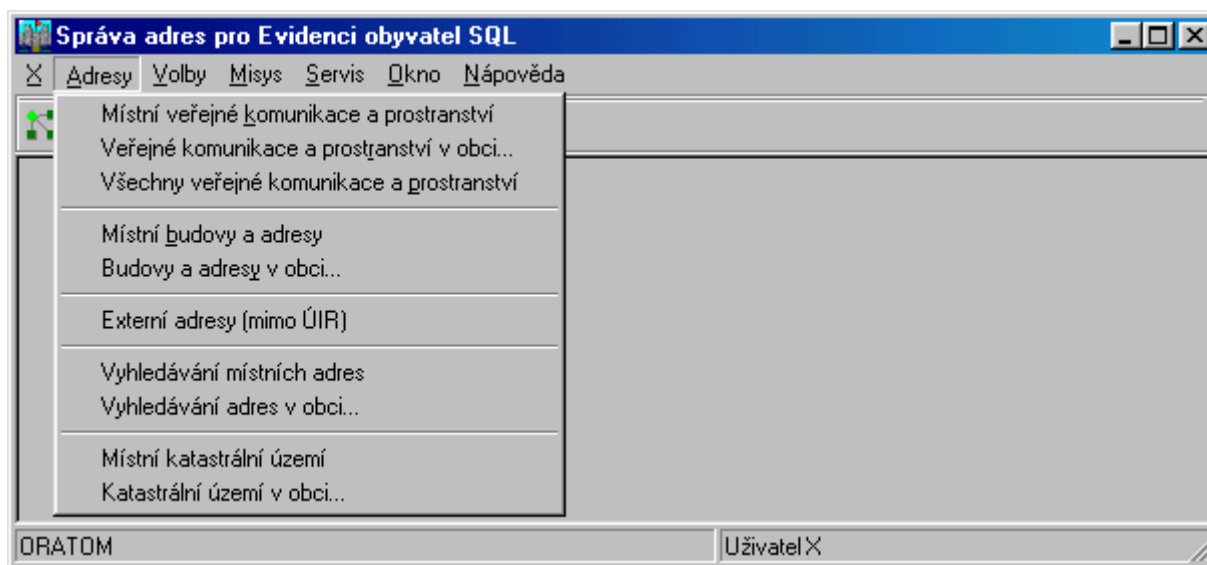 Správa adres pro Evidenci obyvatel SQL
X Adresy Volby Misys Servis Okno Nápověda
Místní veřejné komunikace a prostranství
Veřejné komunikace a prostranství v obci...
Všechny veřejné komunikace a prostranství
Místní budovy a adresy
Budovy a adresy v obci...
Externí adresy (mimo ÚIR)
Vyhledávání místních adres
Vyhledávání adres v obci...
Místní katastrální území
Katastrální území v obci...
ORATOM Uživatel X